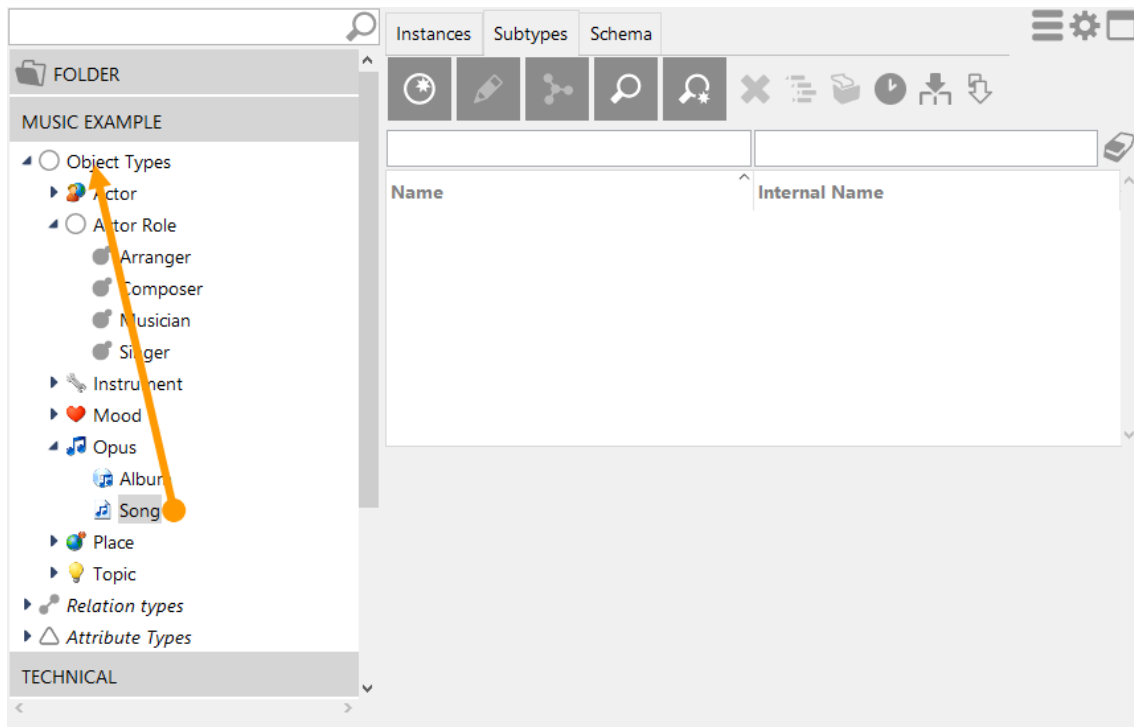 Instances Subtypes Schema
FOLDER
MUSIC EXAMPLE
Object Types
Actor
Actor Role
Arranger
Composer
Musician
Singer
Instrument
Mood
Opus
Album
Song
Place
Topic
Relation types
Attribute Types
TECHNICAL
Name Internal Name